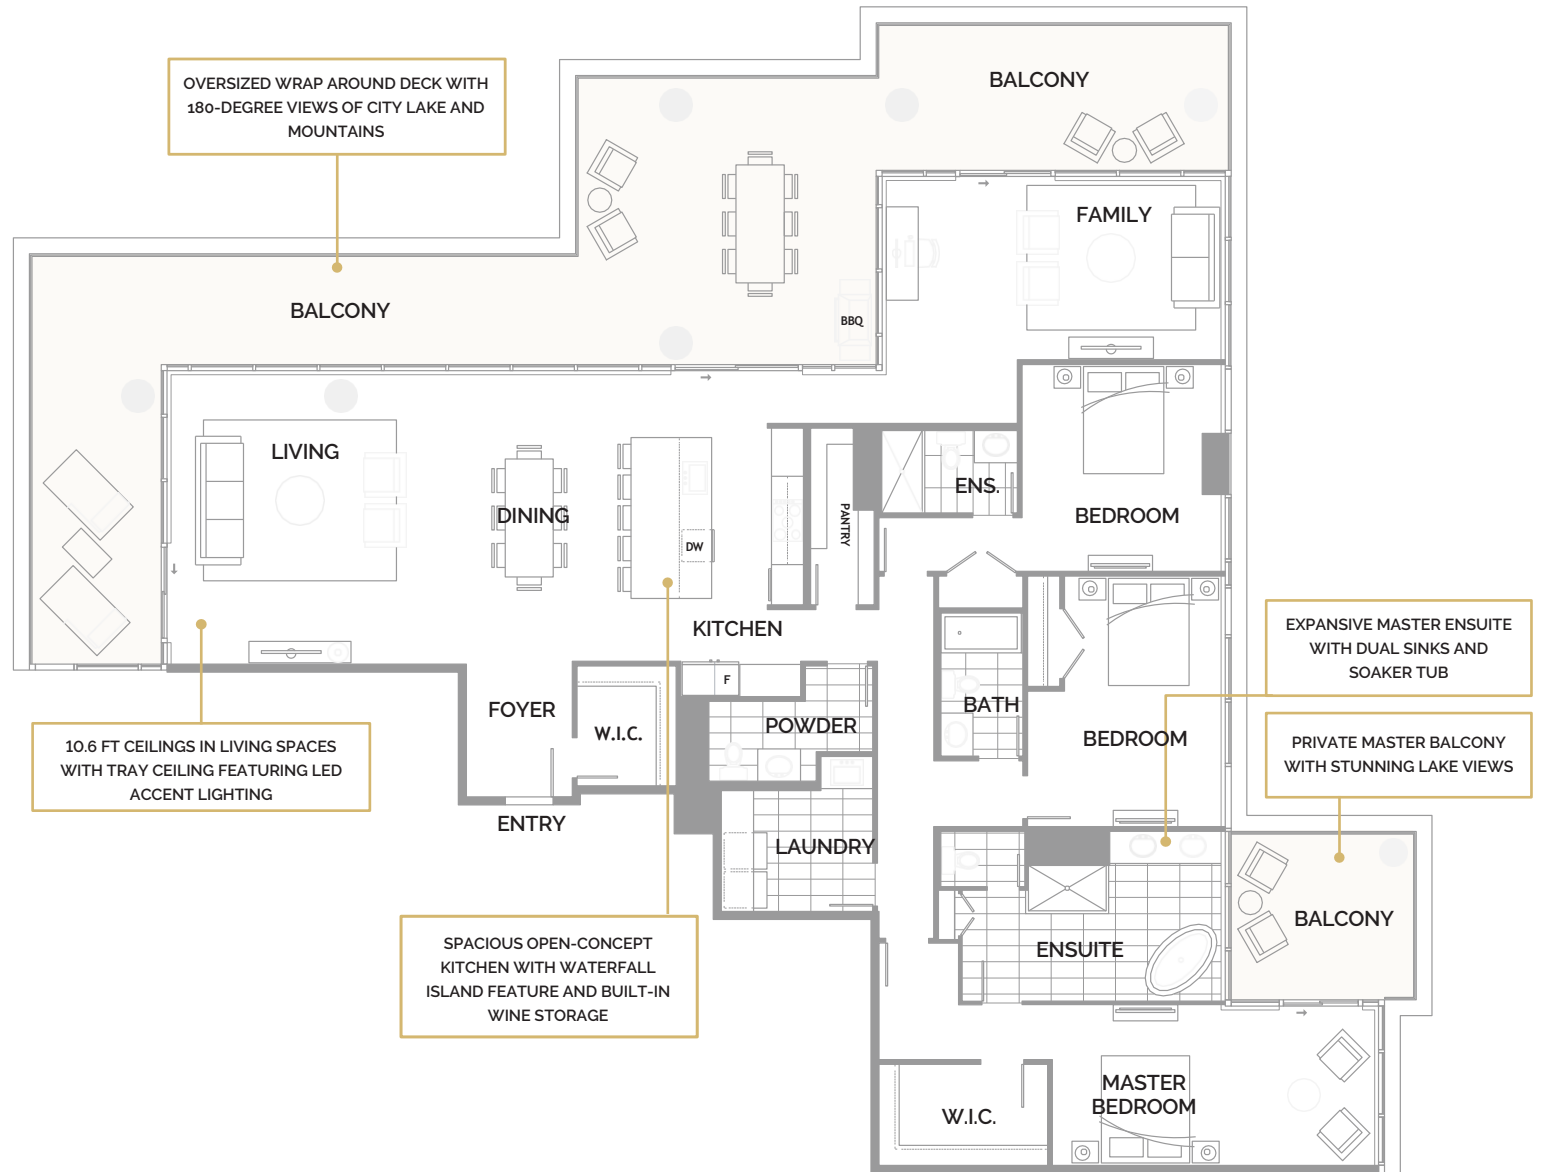 OVERSIZED WRAP AROUND DECK WITH
180-DEGREE VIEWS OF CITY LAKE AND
MOUNTAINS
BALCONY
FAMILY
BALCONY
BBQ
LIVING
DINING
DW
PANTRY
ENS.
BEDROOM
KITCHEN
EXPANSIVE MASTER ENSUITE
WITH DUAL SINKS AND
SOAKER TUB
F
FOYER
W.I.C.
POWDER
BATH
BEDROOM
10.6 FT CEILINGS IN LIVING SPACES
WITH TRAY CEILING FEATURING LED
ACCENT LIGHTING
PRIVATE MASTER BALCONY
WITH STUNNING LAKE VIEWS
ENTRY
LAUNDRY
BALCONY
SPACIOUS OPEN-CONCEPT
KITCHEN WITH WATERFALL
ISLAND FEATURE AND BUILT-IN
WINE STORAGE
ENSUITE
MASTER
BEDROOM
W.I.C.